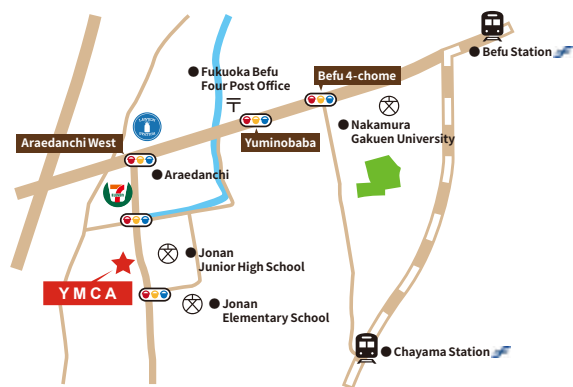 Befu Station
Fukuoka Befu
Four Post Office
Befu 4-chome
Nakamura
Gakuen University
Yuminobaba
Araedanchi West
Araedanchi
7
Jonan
Junior High School
YMCA
Jonan
Elementary School
Chayama Station